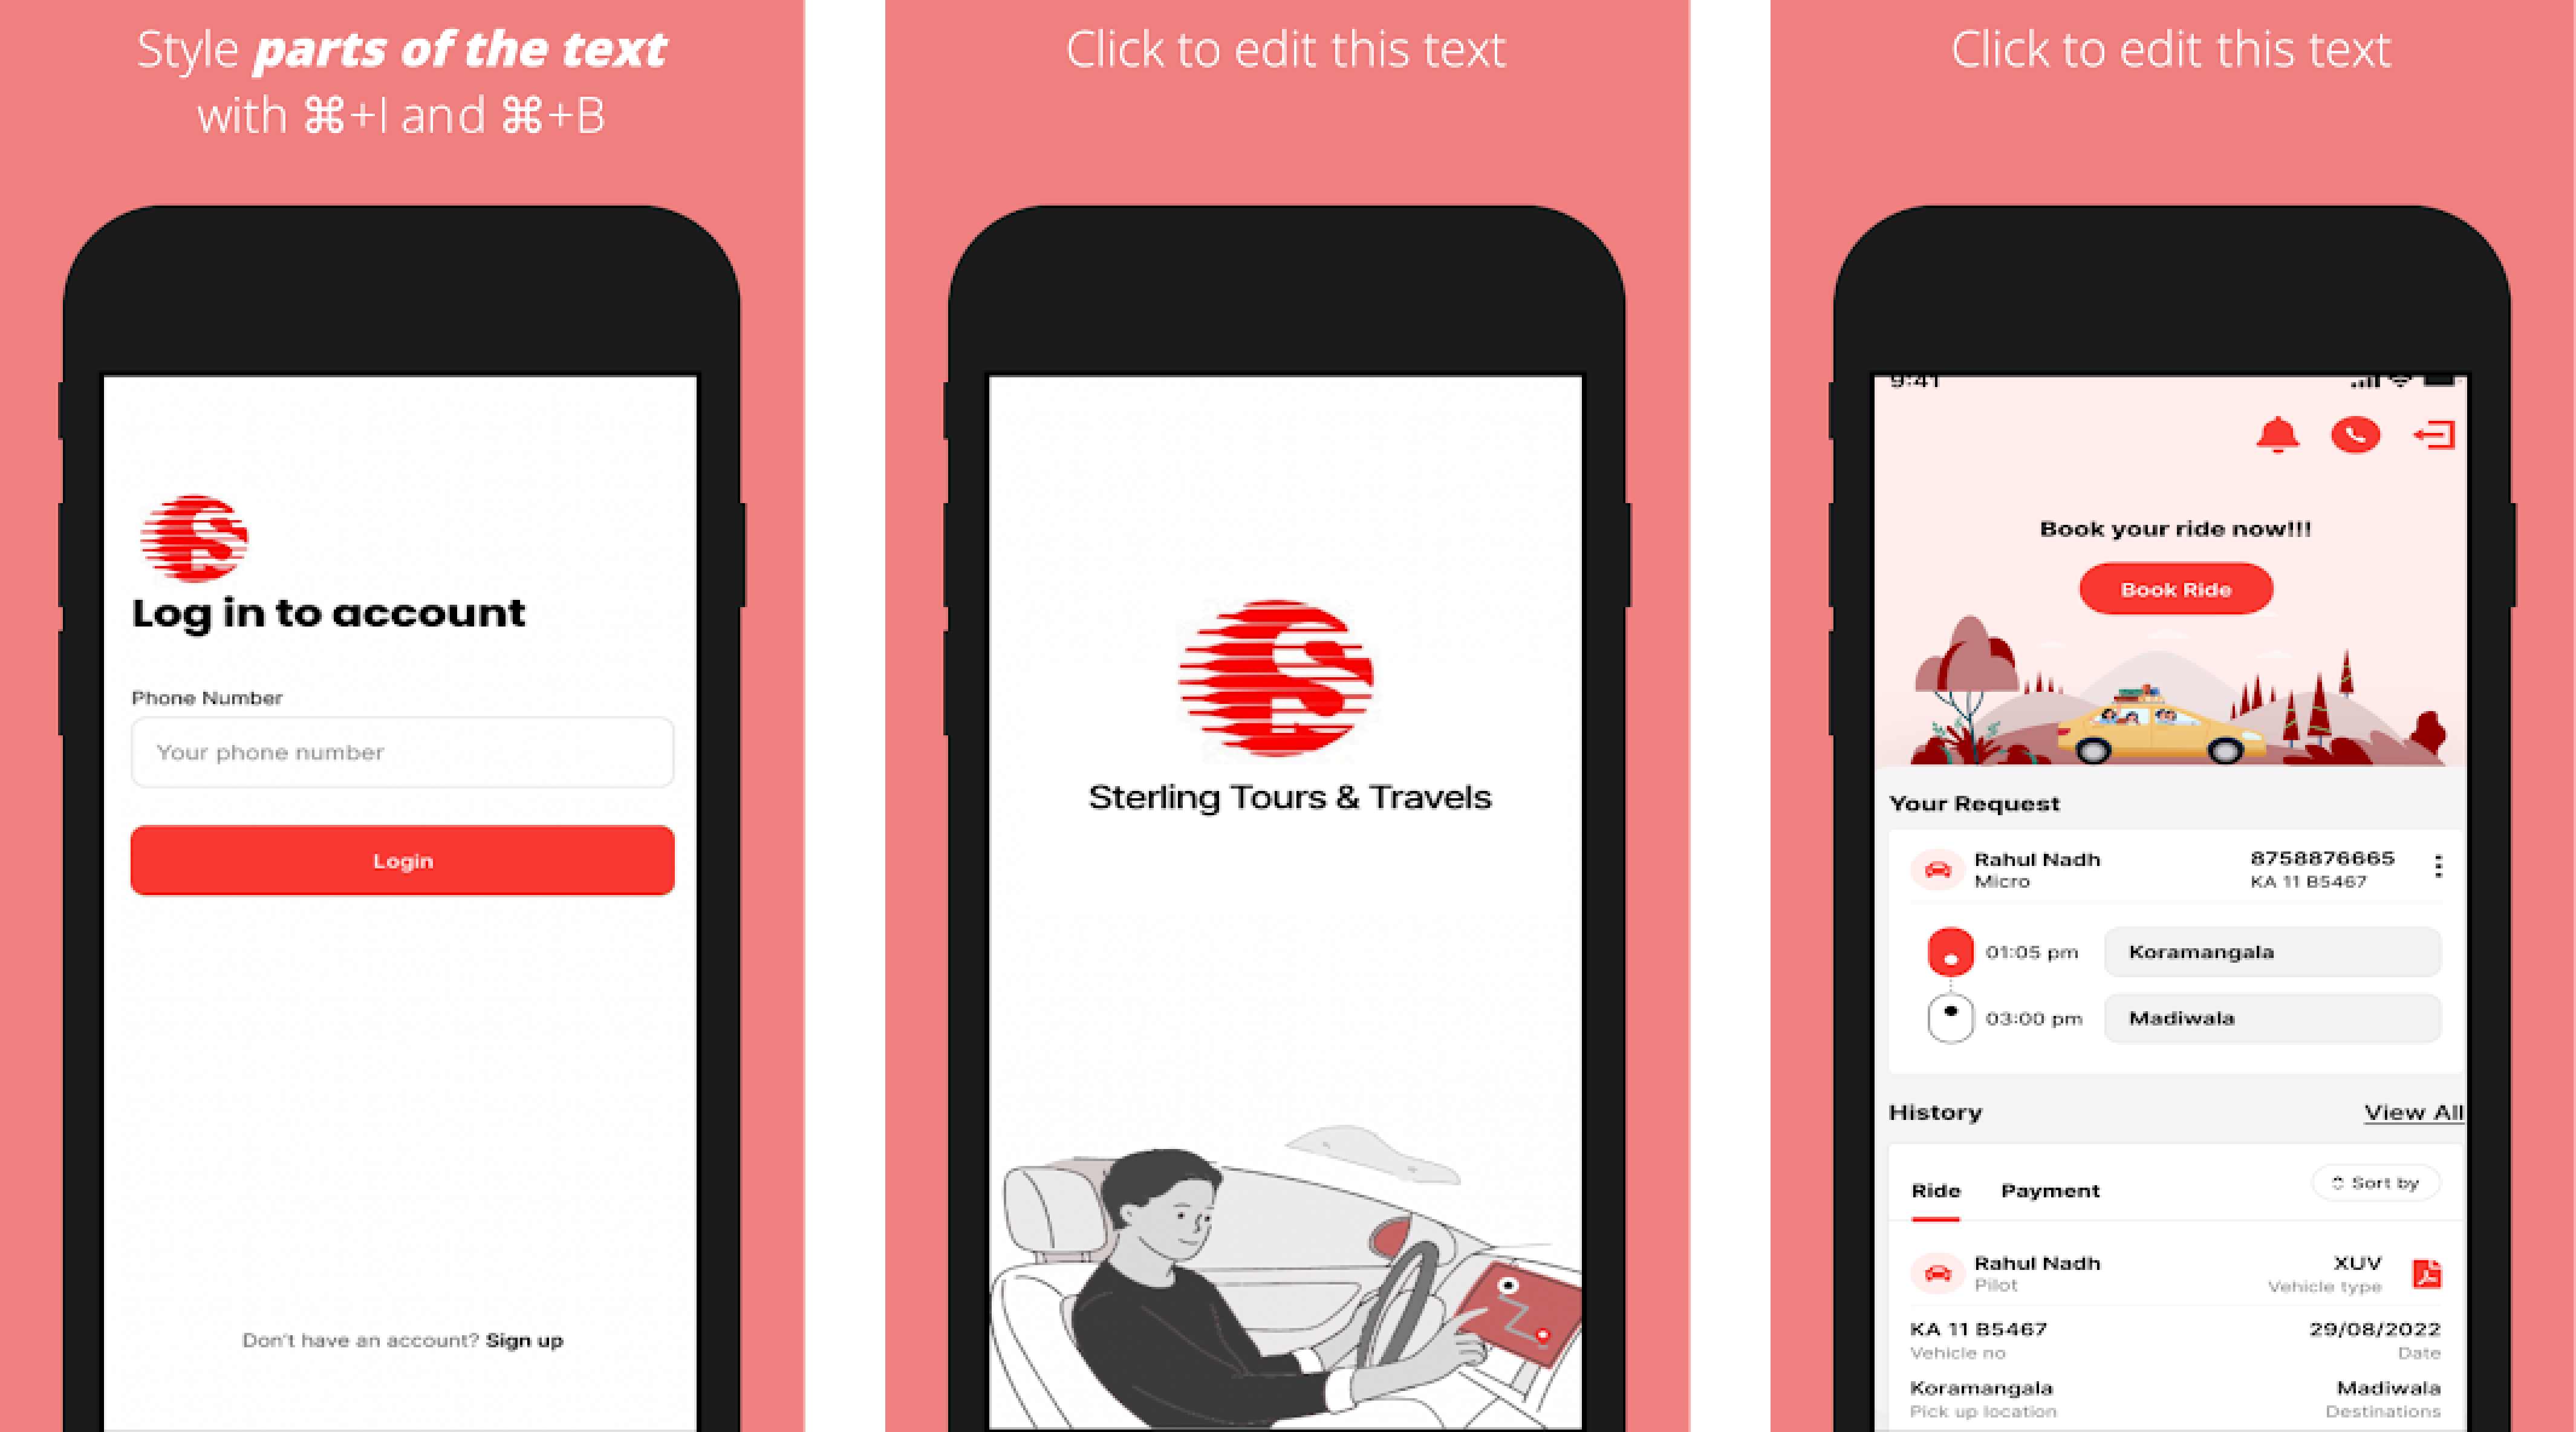 Style parts of the text
with ⌘+I and ⌘+B
Log in to account
Phone Number
Your phone number
Login
Don't have an account? Sign up
Click to edit this text
Sterling Tours & Travels
Click to edit this text
9:41
Book your ride now!!!
Book Ride
Your Request
Rahul Nadh 8758876665
Micro KA 11 B5467
01:05 pm Koramangala
03:00 pm Madiwala
History View All
Ride Payment Sort by
Rahul Nadh XUV
Pilot Vehicle type
KA 11 B5467 29/08/2022
Vehicle no Date
Koramangala Madiwala
Pick up location Destinations